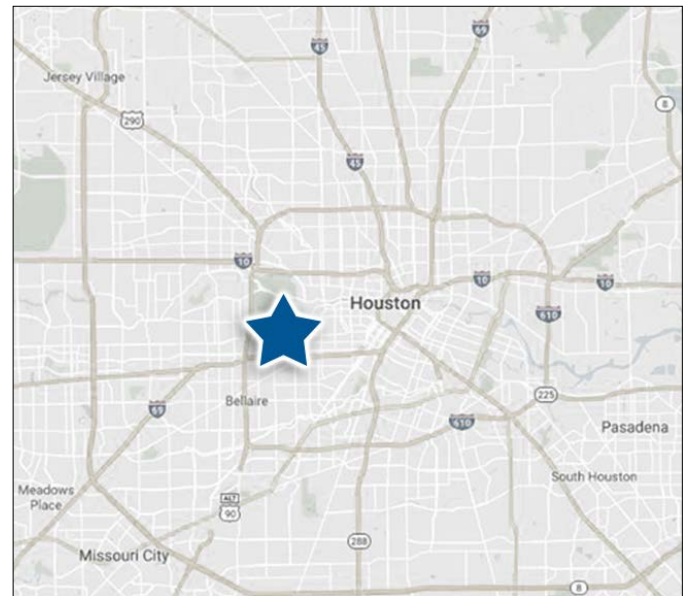 69
45
Jersey Village
8
290
45
10
10
10
Houston
610
225
Bellaire
69
610
Pasadena
South Houston
Meadows
Place
ALT
90
288
Missouri City
8